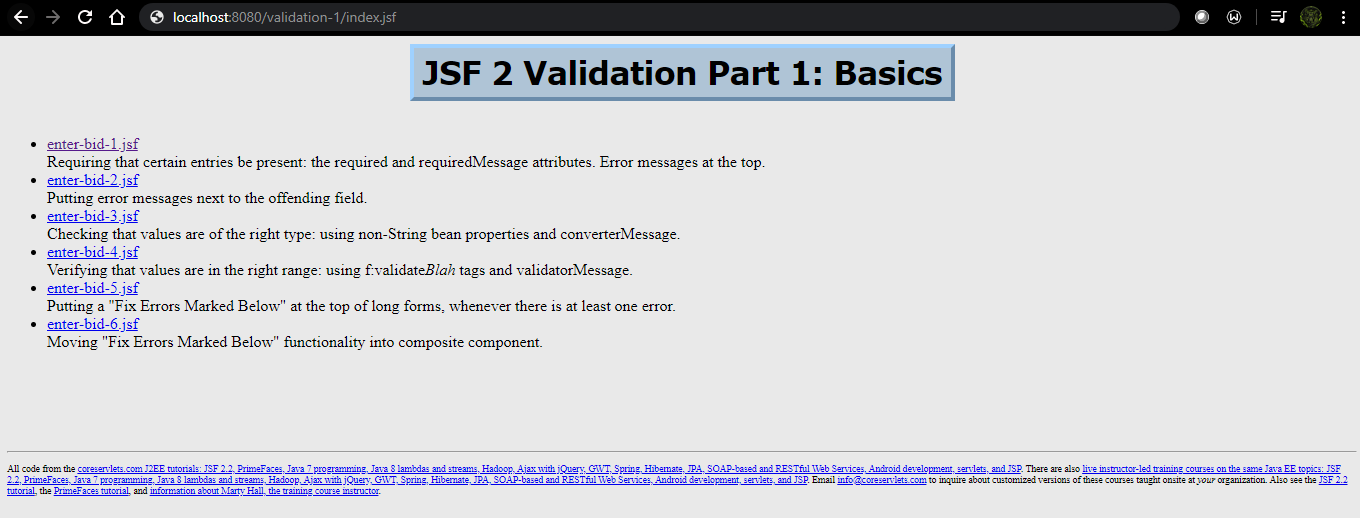 localhost:8080/validation-1/index.jsf
JSF 2 Validation Part 1: Basics
enter-bid-1.jsf
Requiring that certain entries be present: the required and requiredMessage attributes. Error messages at the top.
enter-bid-2.jsf
Putting error messages next to the offending field.
enter-bid-3.jsf
Checking that values are of the right type: using non-String bean properties and converterMessage.
enter-bid-4.jsf
Verifying that values are in the right range: using f:validateBlah tags and validatorMessage.
enter-bid-5.jsf
Putting a "Fix Errors Marked Below" at the top of long forms, whenever there is at least one error.
enter-bid-6.jsf
Moving "Fix Errors Marked Below" functionality into composite component.
All code from the coreservlets.com J2EE tutorials: JSF 2.2, PrimeFaces, Java 7 programming, Java 8 lambdas and streams, Hadoop, Ajax with jQuery, GWT, Spring, Hibernate, JPA, SOAP-based and RESTful Web Services, Android development, servlets, and JSP. There are also live instructor-led training courses on the same Java EE topics: JSF
2.2, PrimeFaces, Java 7 programming, Java 8 lambdas and streams, Hadoop, Ajax with jQuery, GWT, Spring, Hibernate, JPA, SOAP-based and RESTful Web Services, Android development, servlets, and JSP. Email info@coreservlets.com to inquire about customized versions of these courses taught onsite at your organization. Also see the JSF 2.2
tutorial, the PrimeFaces tutorial, and information about Marty Hall, the training course instructor.